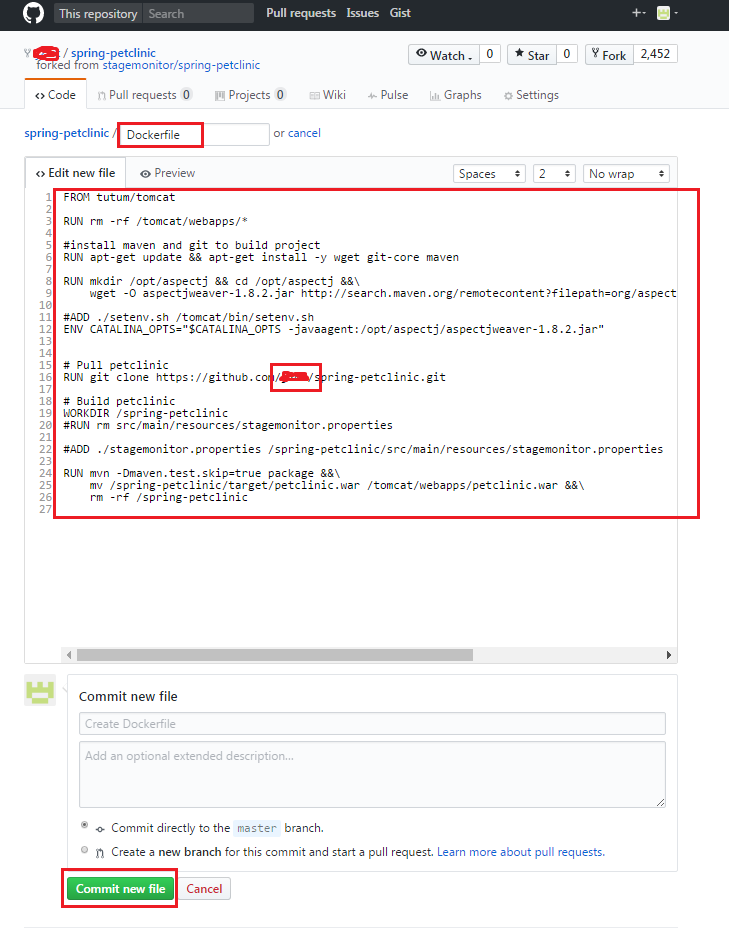 This repository Search Pull requests Issues Gist
/ spring-petclinic
forked from stagemonitor/spring-petclinic
Watch 0 Star 0 Fork 2,452
Code Pull requests 0 Projects 0 Wiki Pulse Graphs Settings
spring-petclinic / Dockerfile or cancel
Edit new file Preview Spaces 2 No wrap
1 FROM tutum/tomcat
2
3 RUN rm -rf /tomcat/webapps/*
4
5 #install maven and git to build project
6 RUN apt-get update && apt-get install -y wget git-core maven
7
8 RUN mkdir /opt/aspectj && cd /opt/aspectj &&\
9 wget -O aspectjweaver-1.8.2.jar http://search.maven.org/remotecontent?filepath=org/aspect
10
11 #ADD ./setenv.sh /tomcat/bin/setenv.sh
12 ENV CATALINA_OPTS="$CATALINA_OPTS -javaagent:/opt/aspectj/aspectjweaver-1.8.2.jar"
13
14
15 # Pull petclinic
16 RUN git clone https://github.com/ /spring-petclinic.git
17
18 # Build petclinic
19 WORKDIR /spring-petclinic
20 #RUN rm src/main/resources/stagemonitor.properties
21
22 #ADD ./stagemonitor.properties /spring-petclinic/src/main/resources/stagemonitor.properties
23
24 RUN mvn -Dmaven.test.skip=true package &&\
25 mv /spring-petclinic/target/petclinic.war /tomcat/webapps/petclinic.war &&\
26 rm -rf /spring-petclinic
27
Commit new file
Create Dockerfile
Add an optional extended description...
Commit directly to the master branch.
Create a new branch for this commit and start a pull request. Learn more about pull requests.
Commit new file Cancel